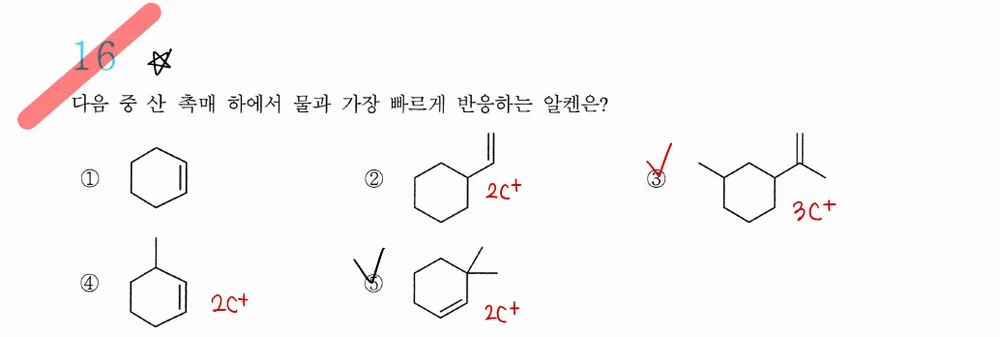 16
다음 중 산 촉매 하에서 물과 가장 빠르게 반응하는 알켄은?
① ② 2C+ ③ 3C+
④ 2C+ ⑤ 2C+